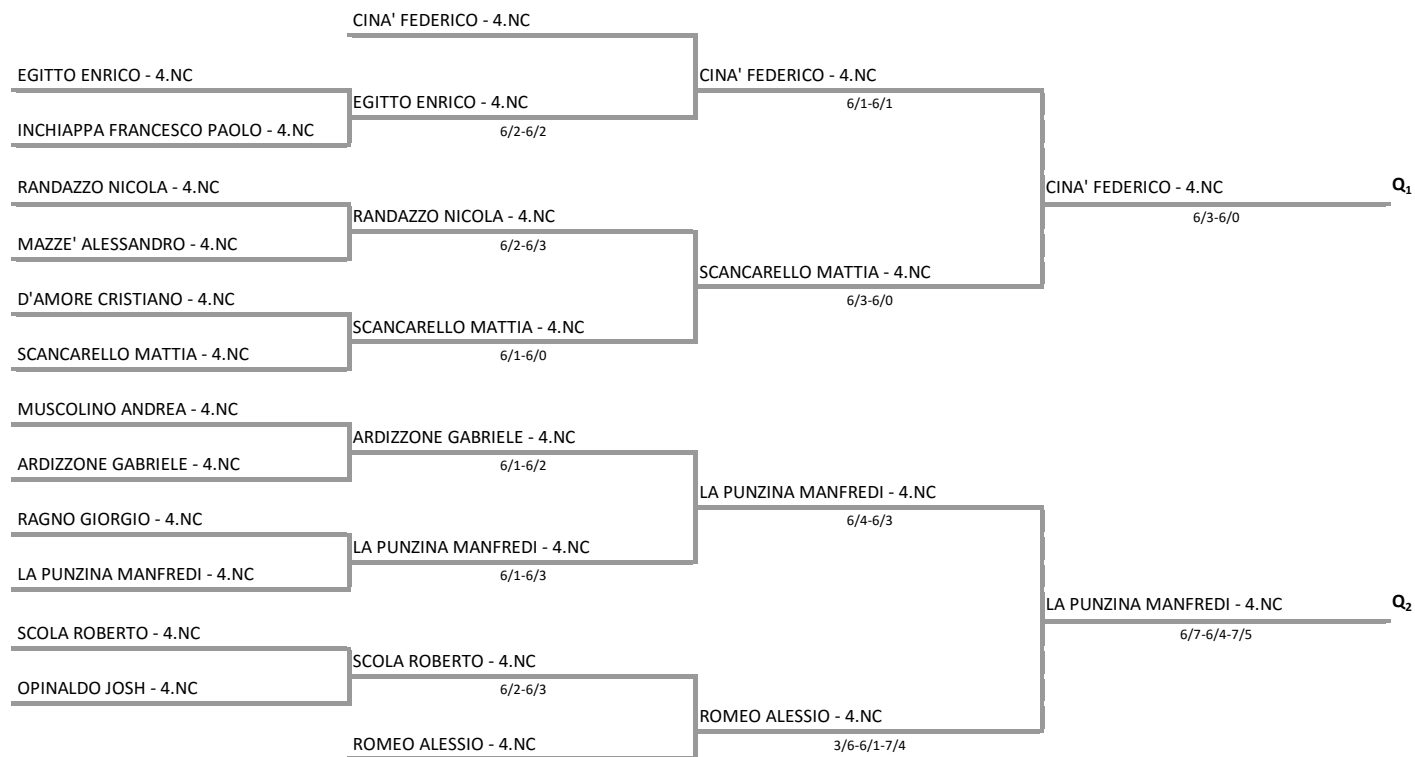 CINA' FEDERICO - 4.NC
EGITTO ENRICO - 4.NC
CINA' FEDERICO - 4.NC
6/1-6/1
EGITTO ENRICO - 4.NC
6/2-6/2
INCHIAPPA FRANCESCO PAOLO - 4.NC
RANDAZZO NICOLA - 4.NC
CINA' FEDERICO - 4.NC
Q1
6/3-6/0
RANDAZZO NICOLA - 4.NC
6/2-6/3
MAZZE' ALESSANDRO - 4.NC
SCANCARELLO MATTIA - 4.NC
6/3-6/0
D'AMORE CRISTIANO - 4.NC
SCANCARELLO MATTIA - 4.NC
6/1-6/0
SCANCARELLO MATTIA - 4.NC
MUSCOLINO ANDREA - 4.NC
ARDIZZONE GABRIELE - 4.NC
6/1-6/2
ARDIZZONE GABRIELE - 4.NC
LA PUNZINA MANFREDI - 4.NC
6/4-6/3
RAGNO GIORGIO - 4.NC
LA PUNZINA MANFREDI - 4.NC
6/1-6/3
LA PUNZINA MANFREDI - 4.NC
LA PUNZINA MANFREDI - 4.NC
Q2
6/7-6/4-7/5
SCOLA ROBERTO - 4.NC
SCOLA ROBERTO - 4.NC
6/2-6/3
OPINALDO JOSH - 4.NC
ROMEO ALESSIO - 4.NC
3/6-6/1-7/4
ROMEO ALESSIO - 4.NC